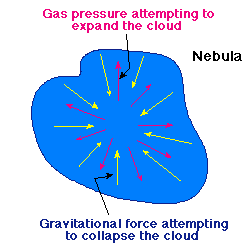 Gas pressure attempting to
expand the cloud
Nebula
Gravitational force attempting
to collapse the cloud